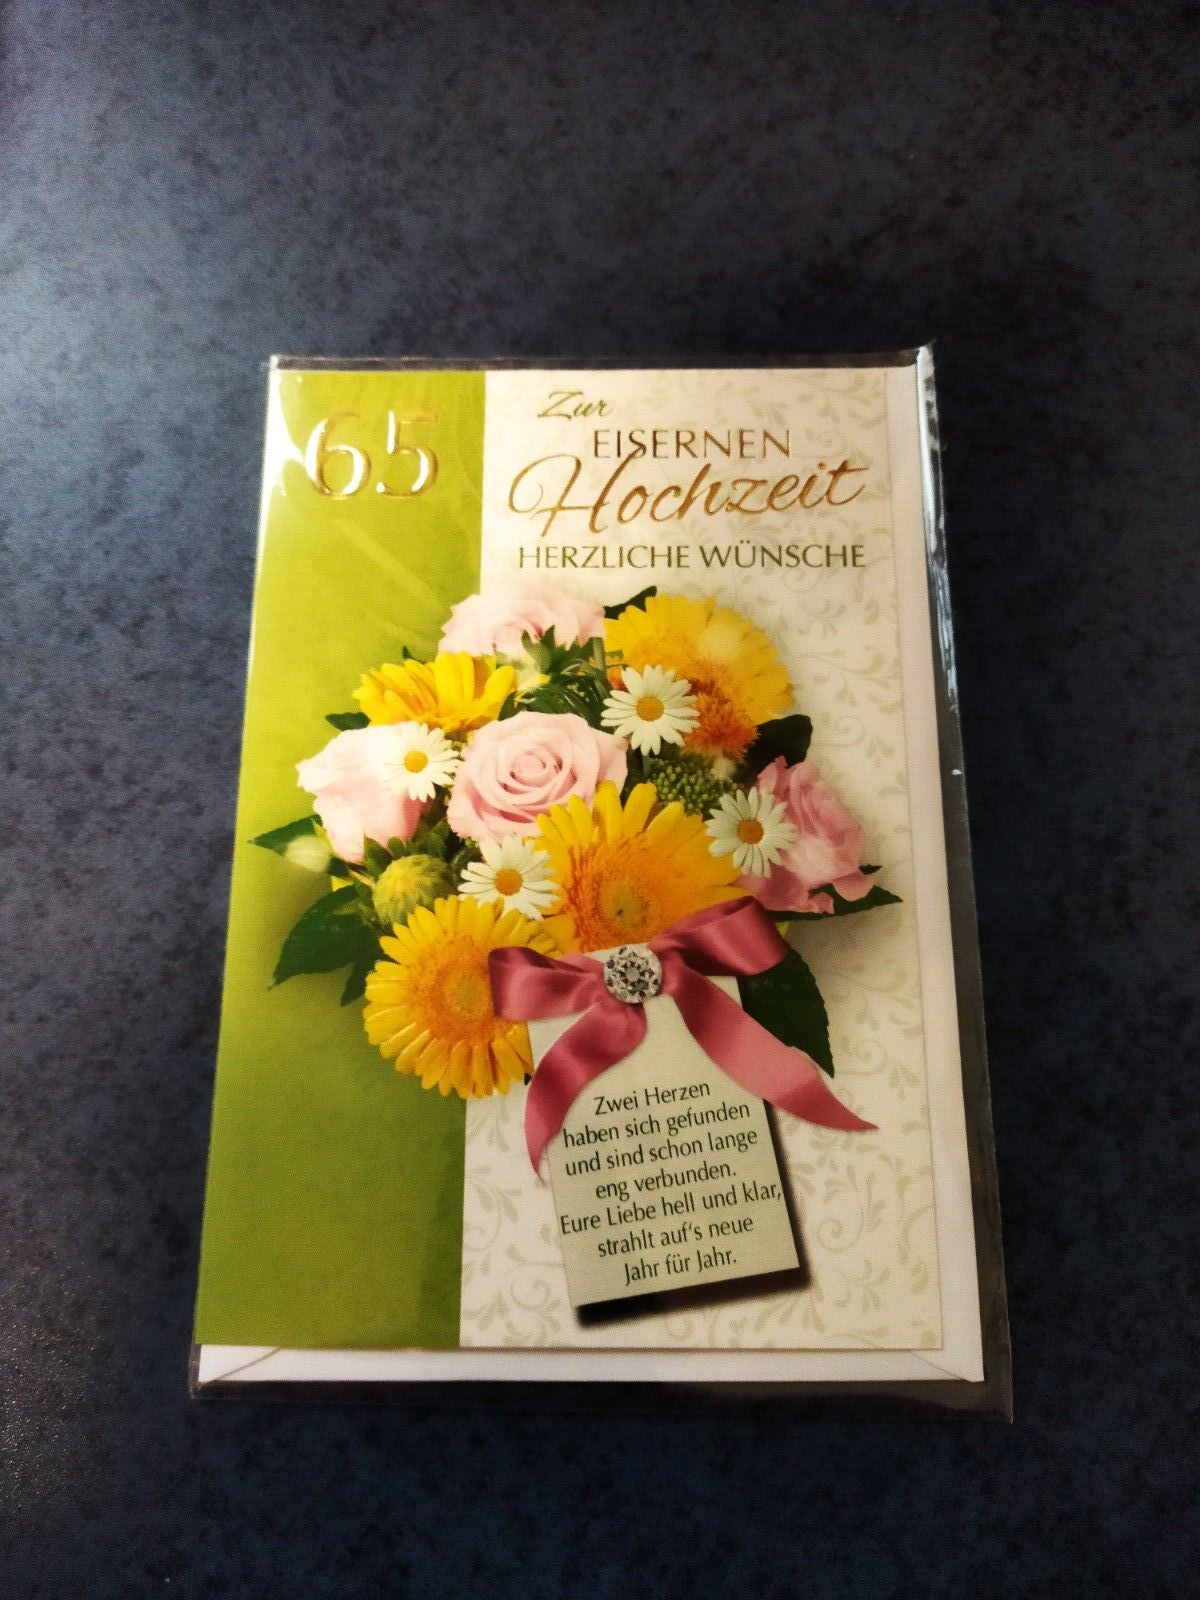 65
Zur
EISERNEN
Hochzeit
HERZLICHE WÜNSCHE
Zwei Herzen
haben sich gefunden
und sind schon lange
eng verbunden.
Eure Liebe hell und klar,
strahlt auf's neue
Jahr für Jahr.